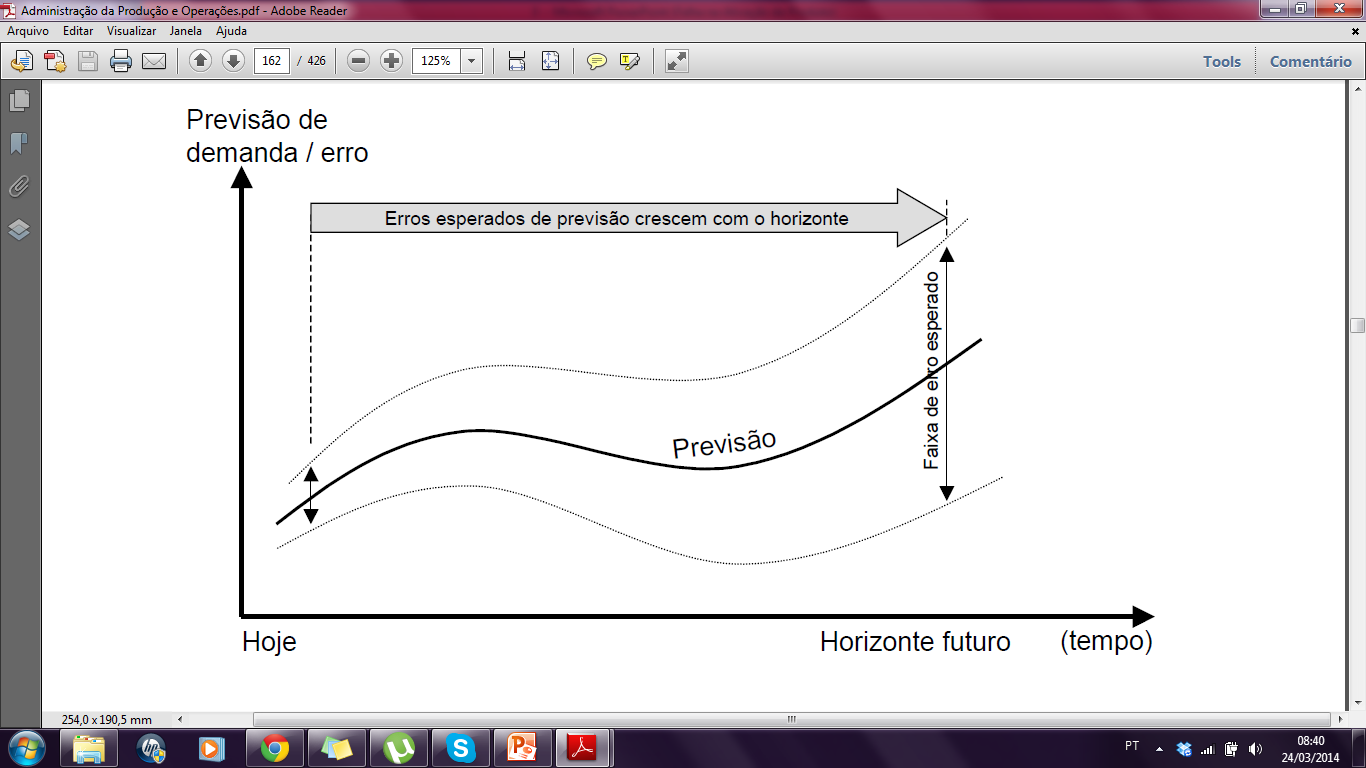 Administração da Produção e Operações.pdf - Adobe Reader
Arquivo Editar Visualizar Janela Ajuda
162 / 426 125% Tools Comentário
Previsão de
demanda / erro
Erros esperados de previsão crescem com o horizonte
Faixa de erro esperado
Previsão
Hoje Horizonte futuro (tempo)
254,0 x 190,5 mm
PT 08:40
24/03/2014